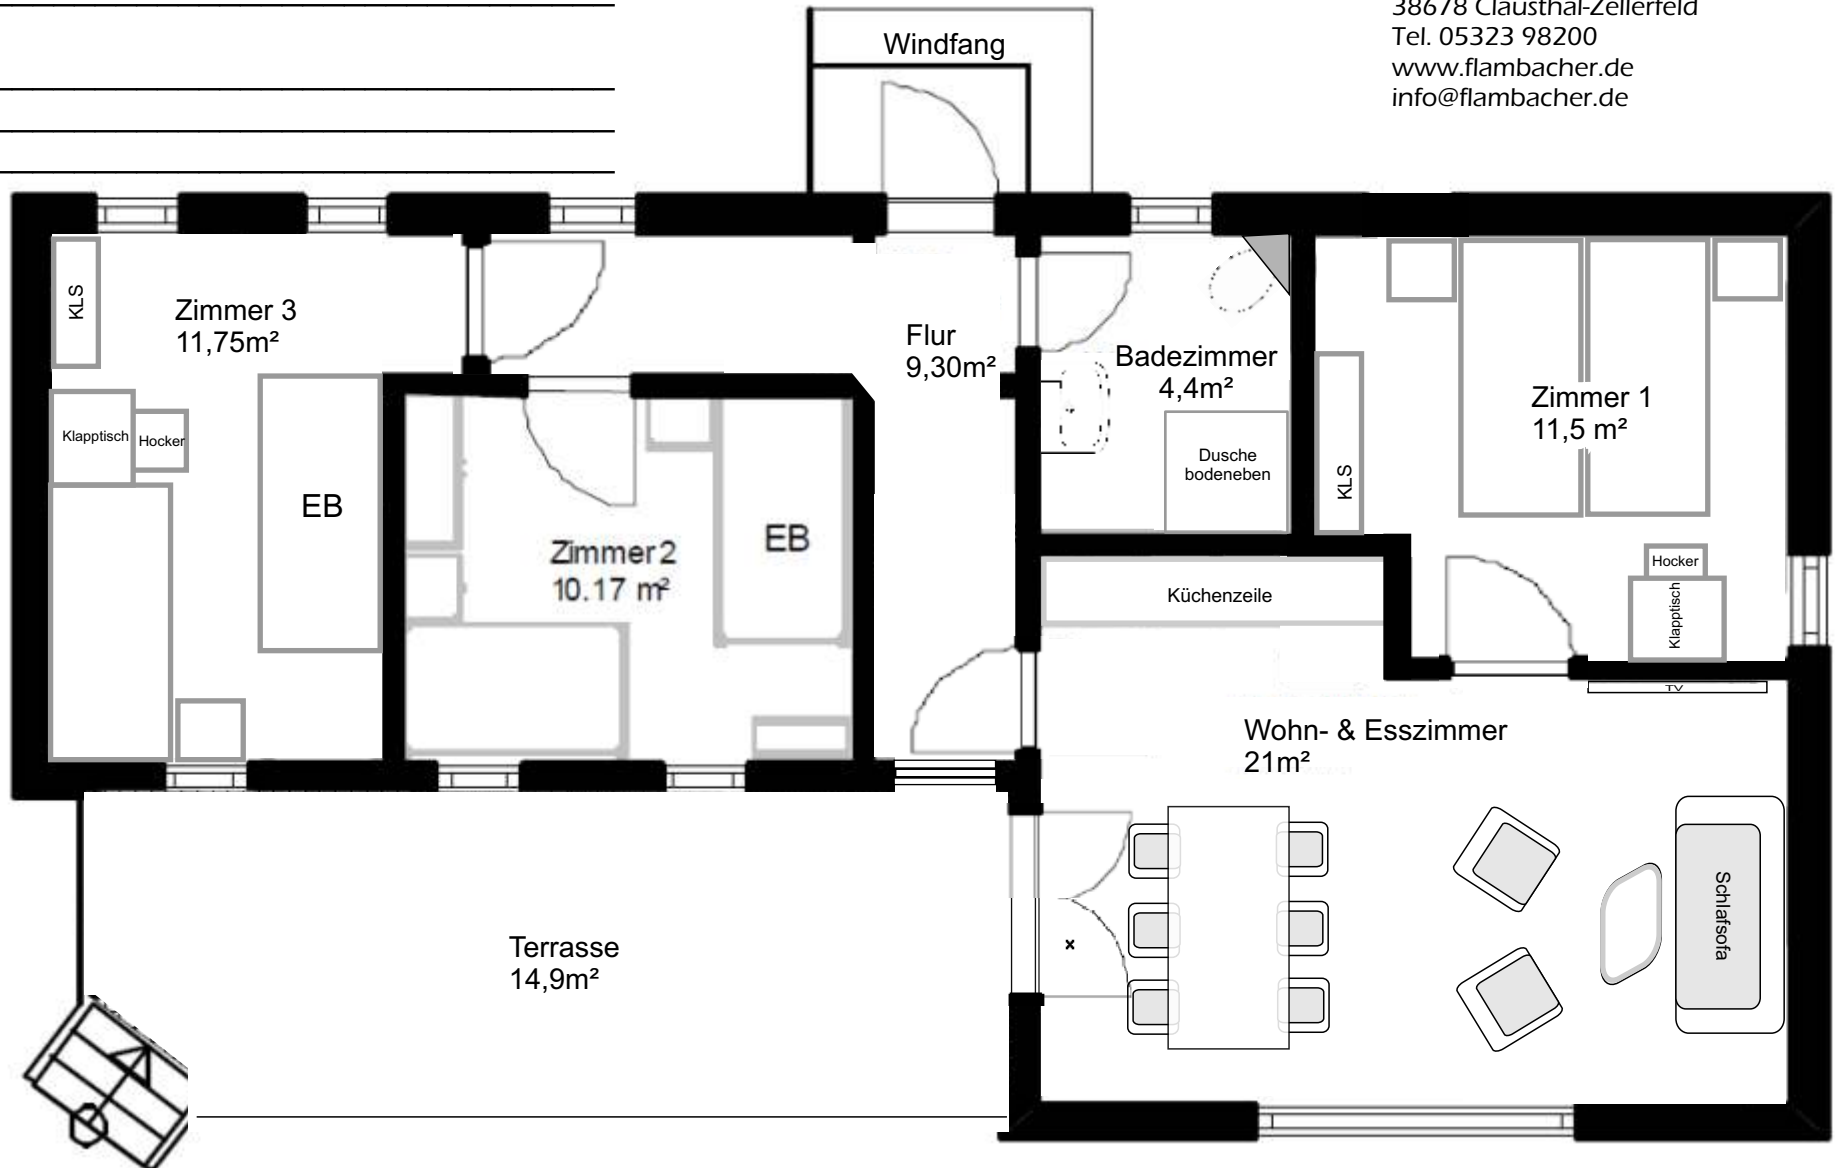 38678 Clausthal-Zellerfeld
Tel. 05323 98200
www.flambacher.de
info@flambacher.de
Windfang
KLS
Zimmer 3
11,75m²
Klapptisch
Hocker
EB
Zimmer 2
10.17 m²
EB
Flur
9,30m²
Badezimmer
4,4m²
Dusche
bodeneben
KLS
Zimmer 1
11,5 m²
Hocker
Klapptisch
Küchenzeile
TV
Wohn- & Esszimmer
21m²
Schlafsofa
x
Terrasse
14,9m²